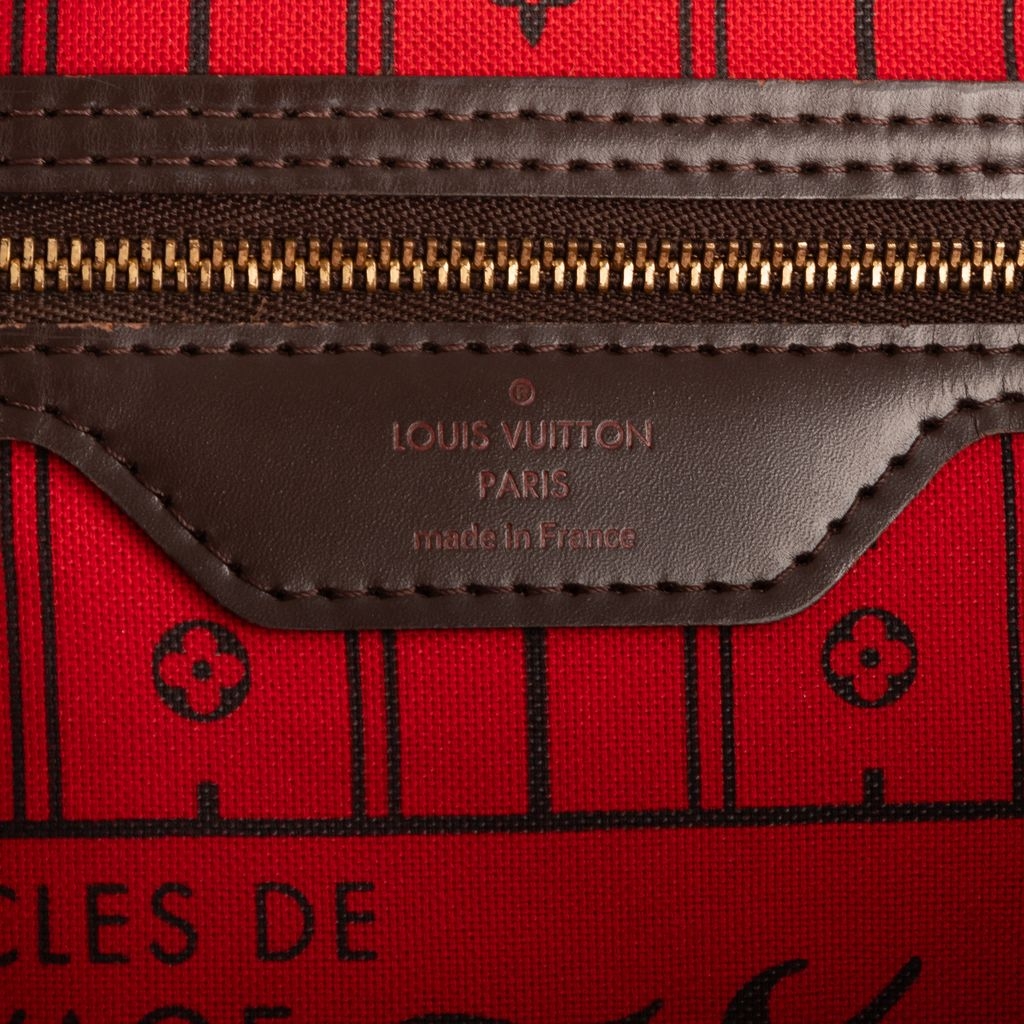 ®
LOUIS VUITTON
PARIS
made in France
CLES DE